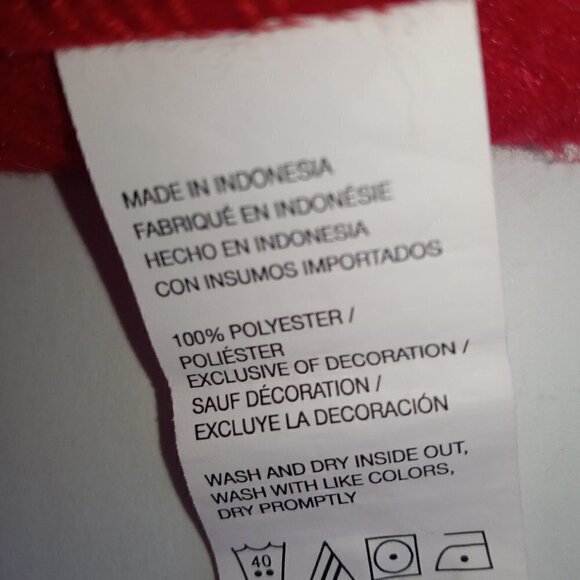 MADE IN INDONESIA
FABRIQUÉ EN INDONÉSIE
HECHO EN INDONESIA
CON INSUMOS IMPORTADOS
100% POLYESTER /
POLIÉSTER
EXCLUSIVE OF DECORATION /
SAUF DÉCORATION /
EXCLUYE LA DECORACIÓN
WASH AND DRY INSIDE OUT,
WASH WITH LIKE COLORS,
DRY PROMPTLY
40